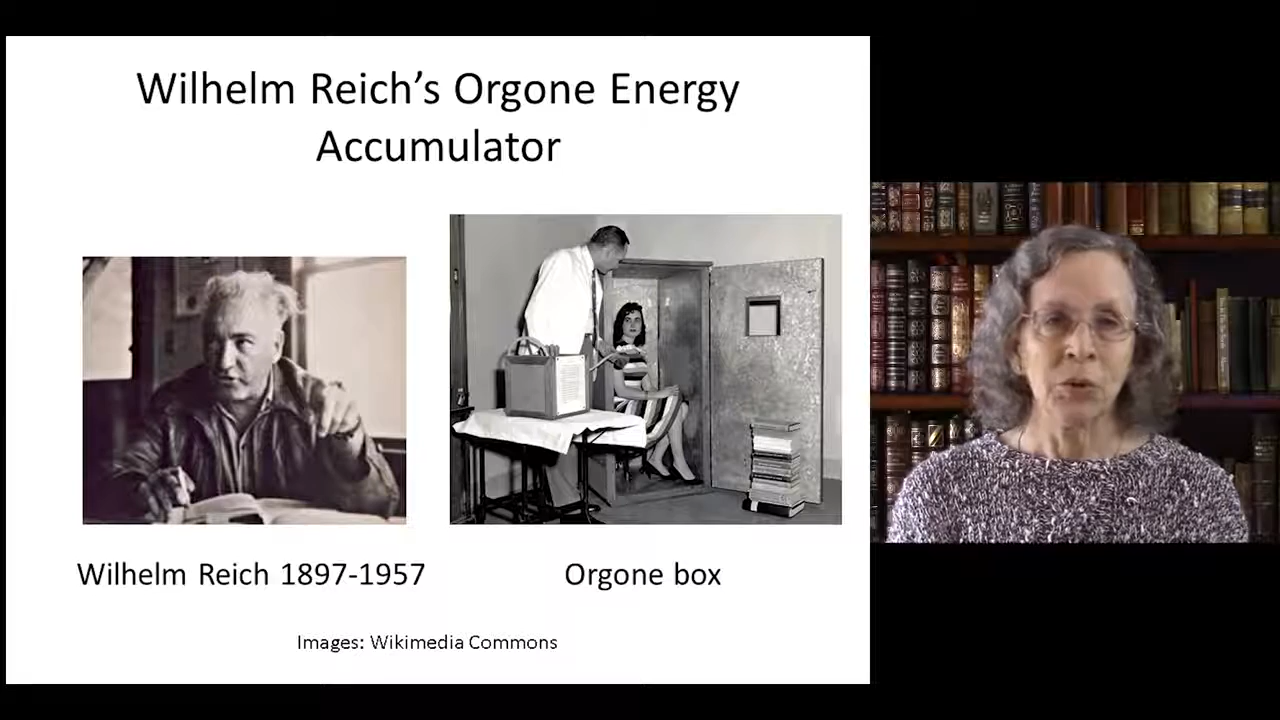 Wilhelm Reich’s Orgone Energy
Accumulator
Wilhelm Reich 1897-1957
Orgone box
Images: Wikimedia Commons